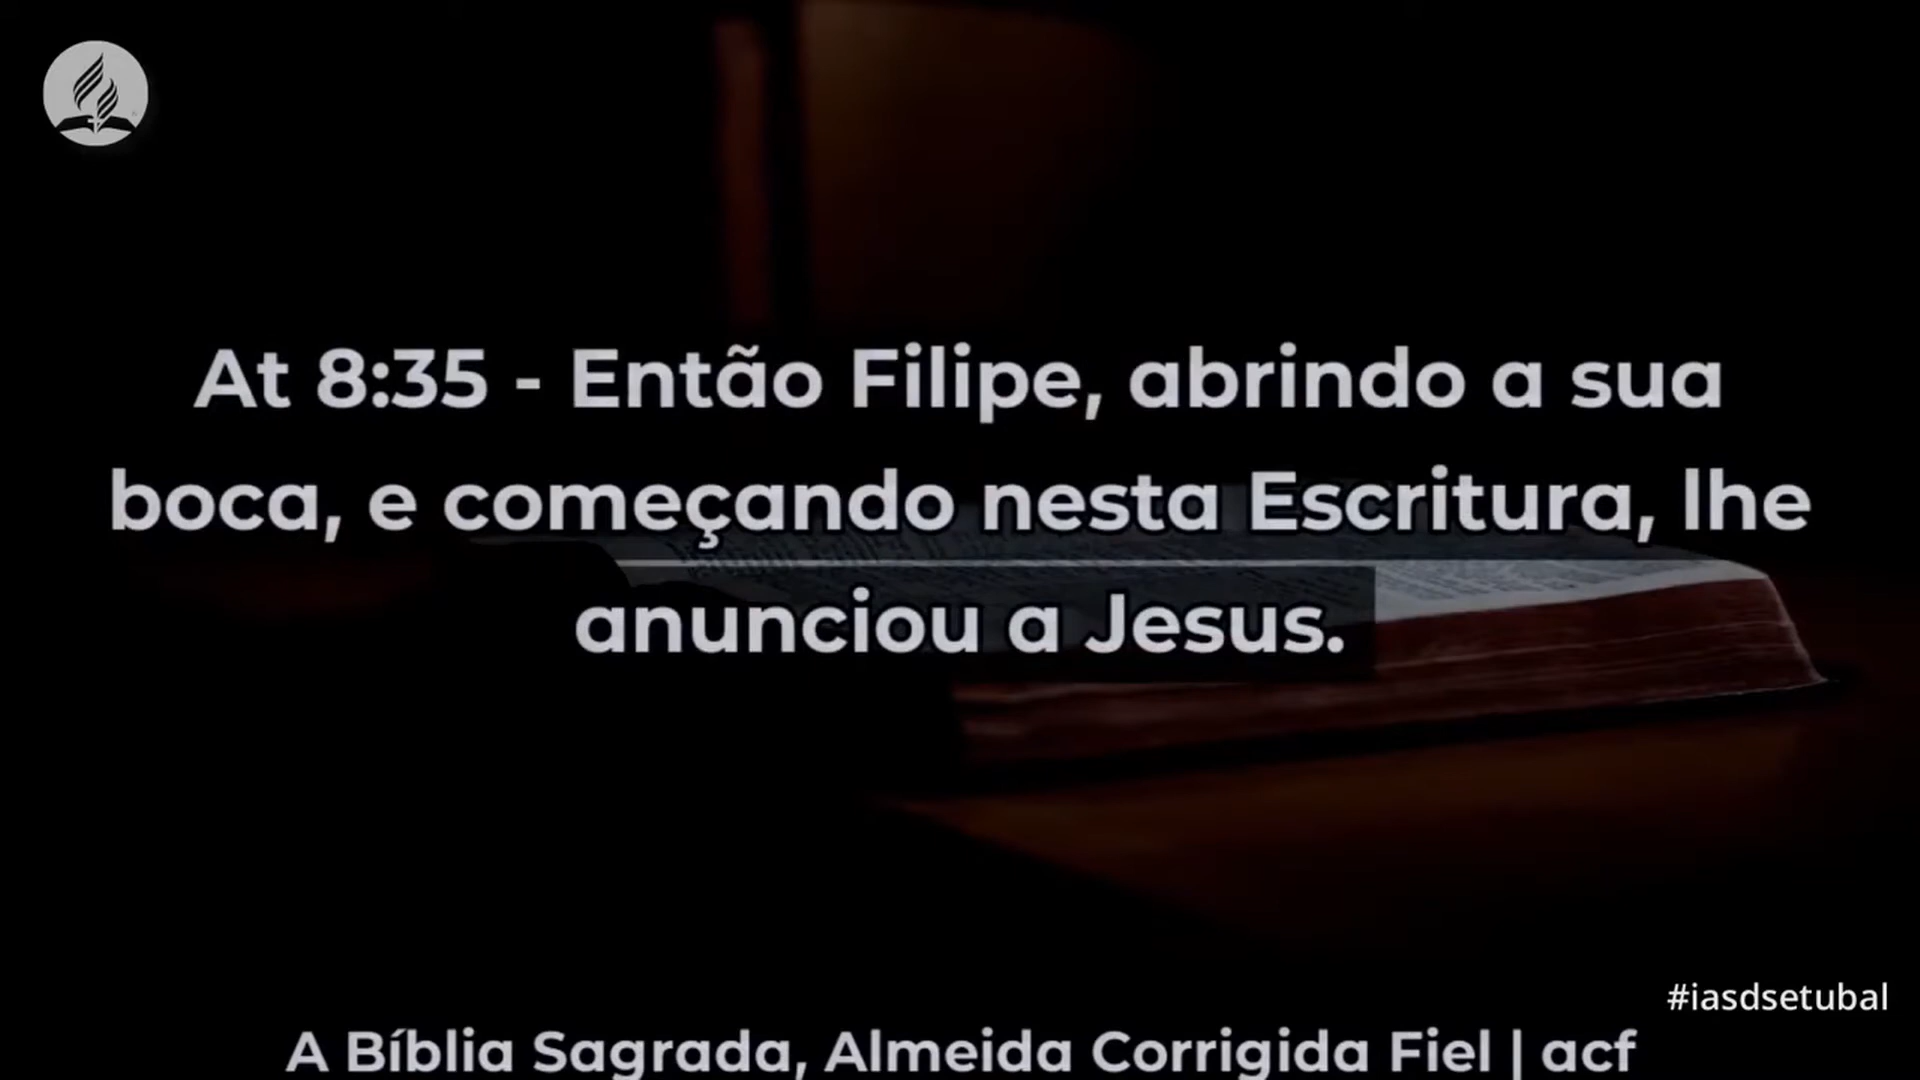 At 8:35 - Então Filipe, abrindo a sua
boca, e começando nesta Escritura, lhe
anunciou a Jesus.
#iasdsetubal
A Bíblia Sagrada, Almeida Corrigida Fiel | acf